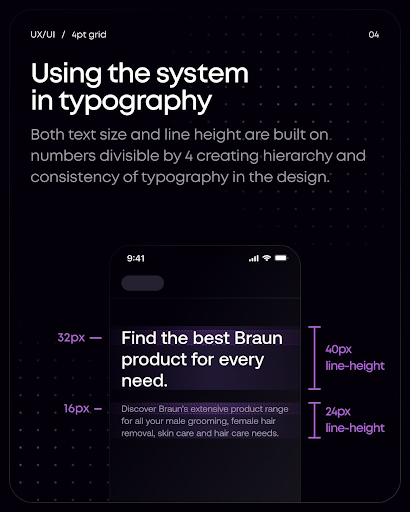 UX/UI / 4pt grid
04
Using the system
in typography
Both text size and line height are built on
numbers divisible by 4 creating hierarchy and
consistency of typography in the design.
9:41
32px
Find the best Braun
product for every
need.
40px
line-height
16px
Discover Braun's extensive product range
for all your male grooming, female hair
removal, skin care and hair care needs.
24px
line-height